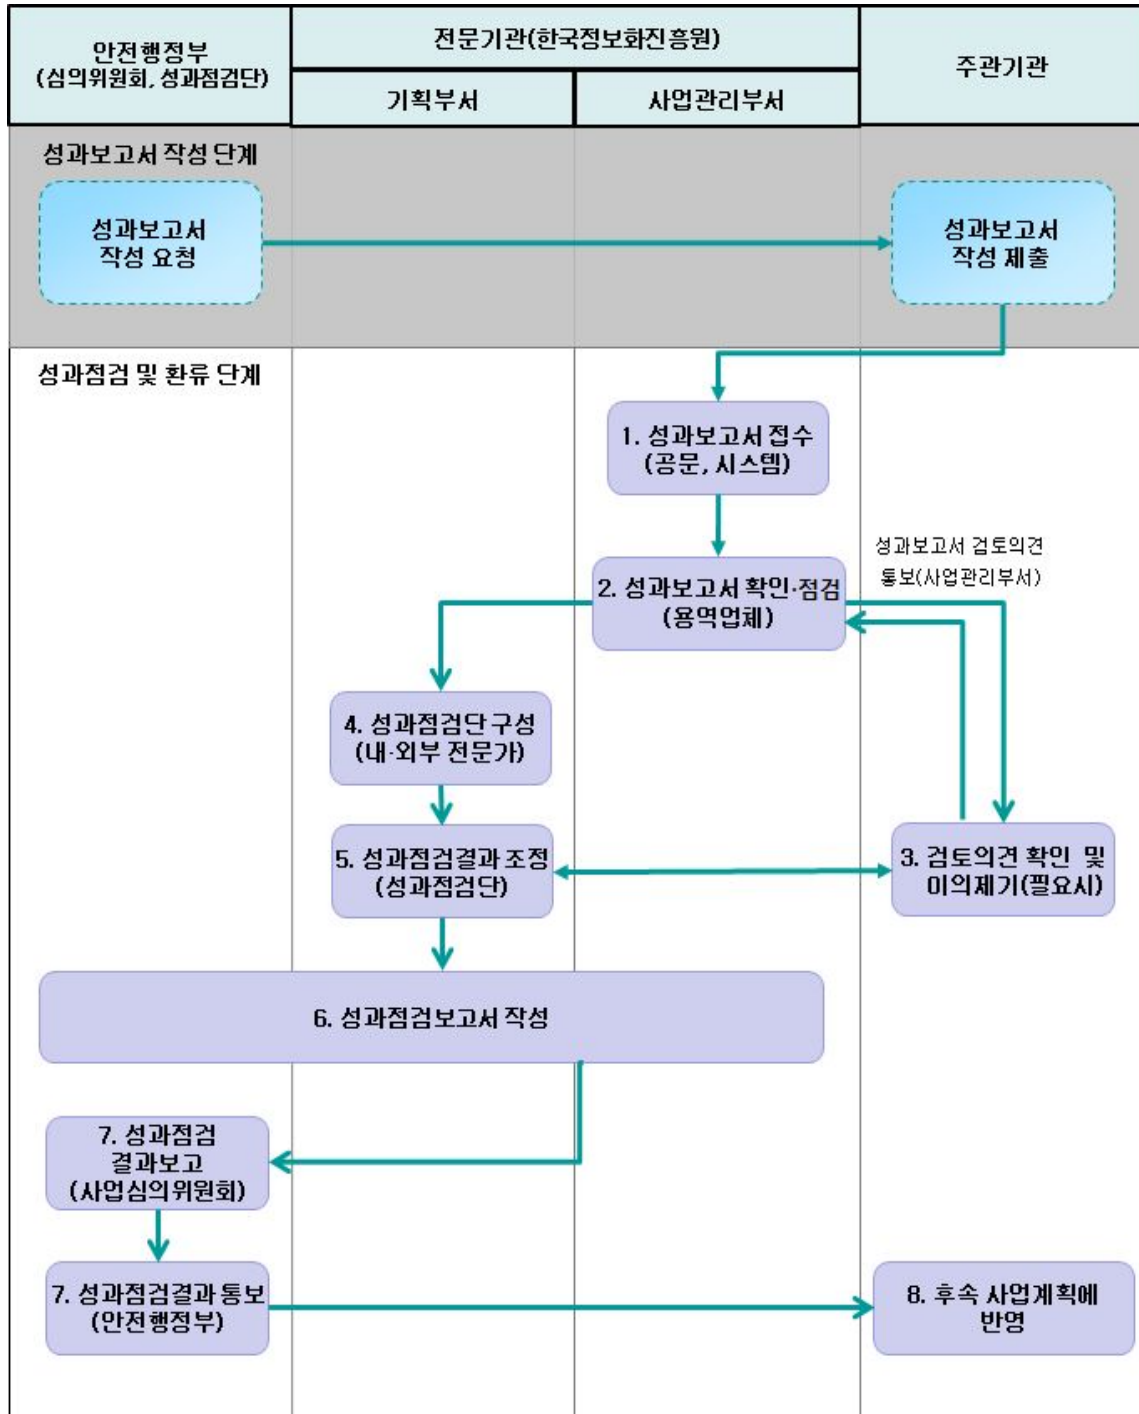 안전행정부
(심의위원회, 성과점검단)
전문기관(한국정보화진흥원)
기획부서
사업관리부서
주관기관
성과보고서 작성 단계
성과보고서
작성 요청
성과보고서
작성 제출
성과점검 및 환류 단계
1. 성과보고서 접수
(공문, 시스템)
성과보고서 검토의견
통보(사업관리부서)
2. 성과보고서 확인·점검
(용역업체)
4. 성과점검단 구성
(내·외부 전문가)
5. 성과점검결과 조정
(성과점검단)
3. 검토의견 확인 및
이의제기(필요시)
6. 성과점검보고서 작성
7. 성과점검
결과보고
(사업심의위원회)
7. 성과점검결과 통보
(안전행정부)
8. 후속 사업계획에
반영